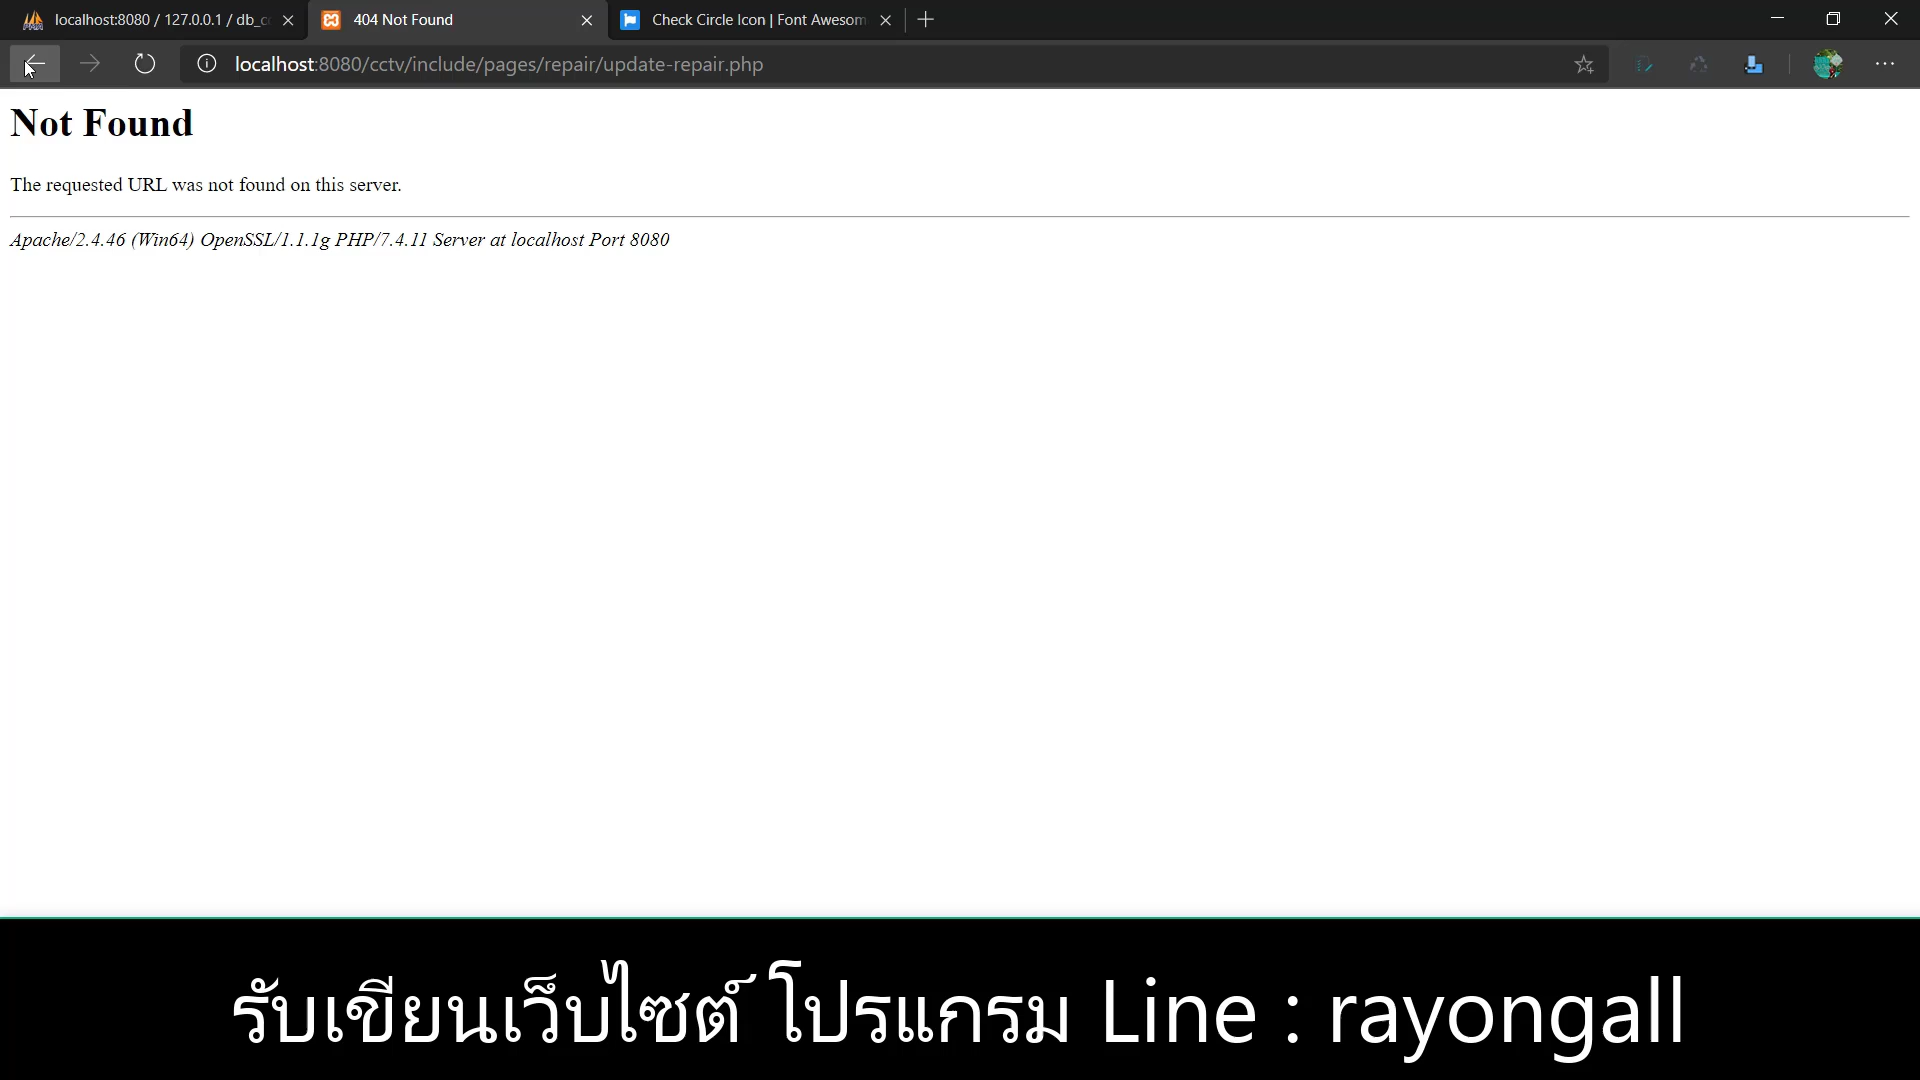 localhost:8080 / 127.0.0.1 / db_c
404 Not Found
Check Circle Icon | Font Awesom
localhost:8080/cctv/include/pages/repair/update-repair.php
Not Found
The requested URL was not found on this server.
Apache/2.4.46 (Win64) OpenSSL/1.1.1g PHP/7.4.11 Server at localhost Port 8080
รับเขียนเว็บไซต์ โปรแกรม Line : rayongall